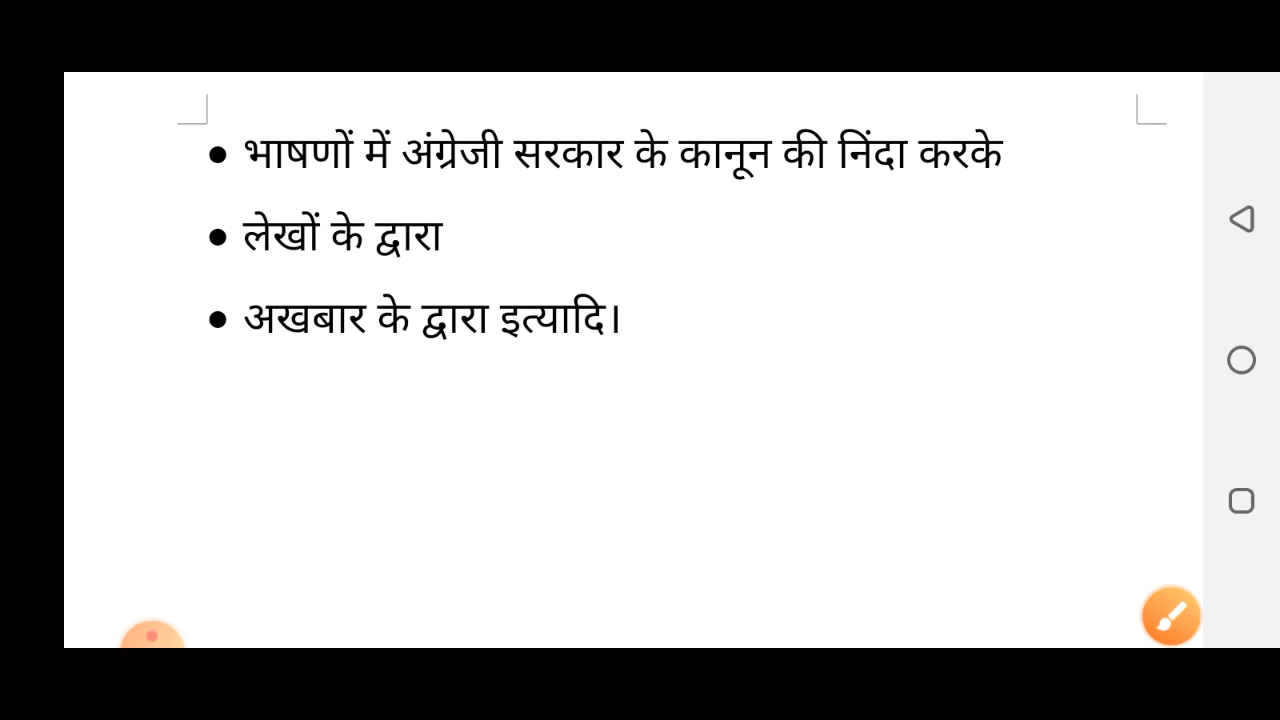 • भाषणों में अंग्रेजी सरकार के कानून की निंदा करके
• लेखों के द्वारा
• अखबार के द्वारा इत्यादि।